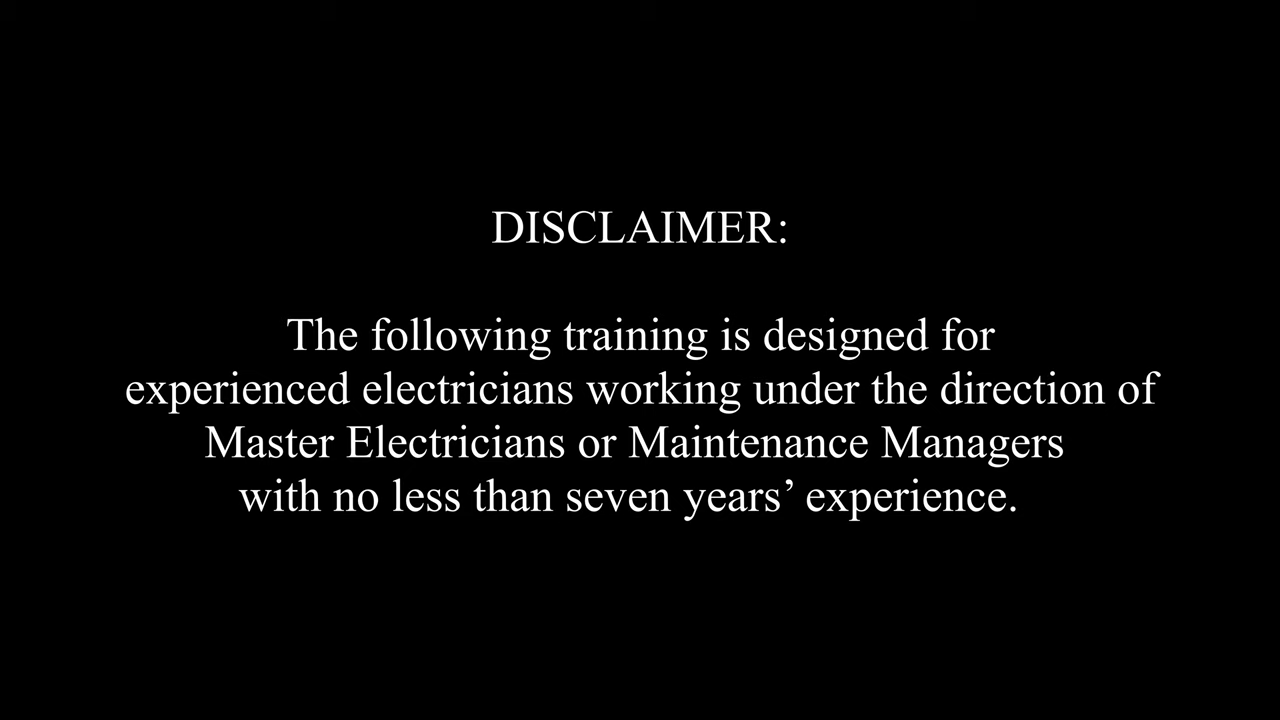 DISCLAIMER:
The following training is designed for
experienced electricians working under the direction of
Master Electricians or Maintenance Managers
with no less than seven years’ experience.